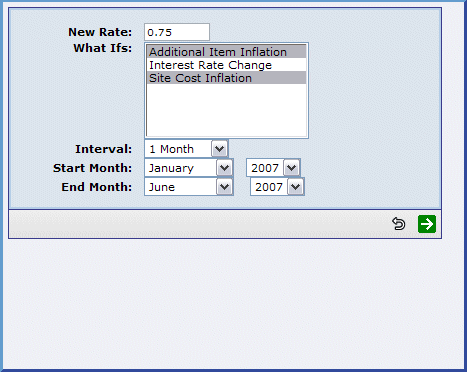 New Rate: 0.75
What Ifs: Additional Item Inflation
Interest Rate Change
Site Cost Inflation
Interval: 1 Month
Start Month: January 2007
End Month: June 2007